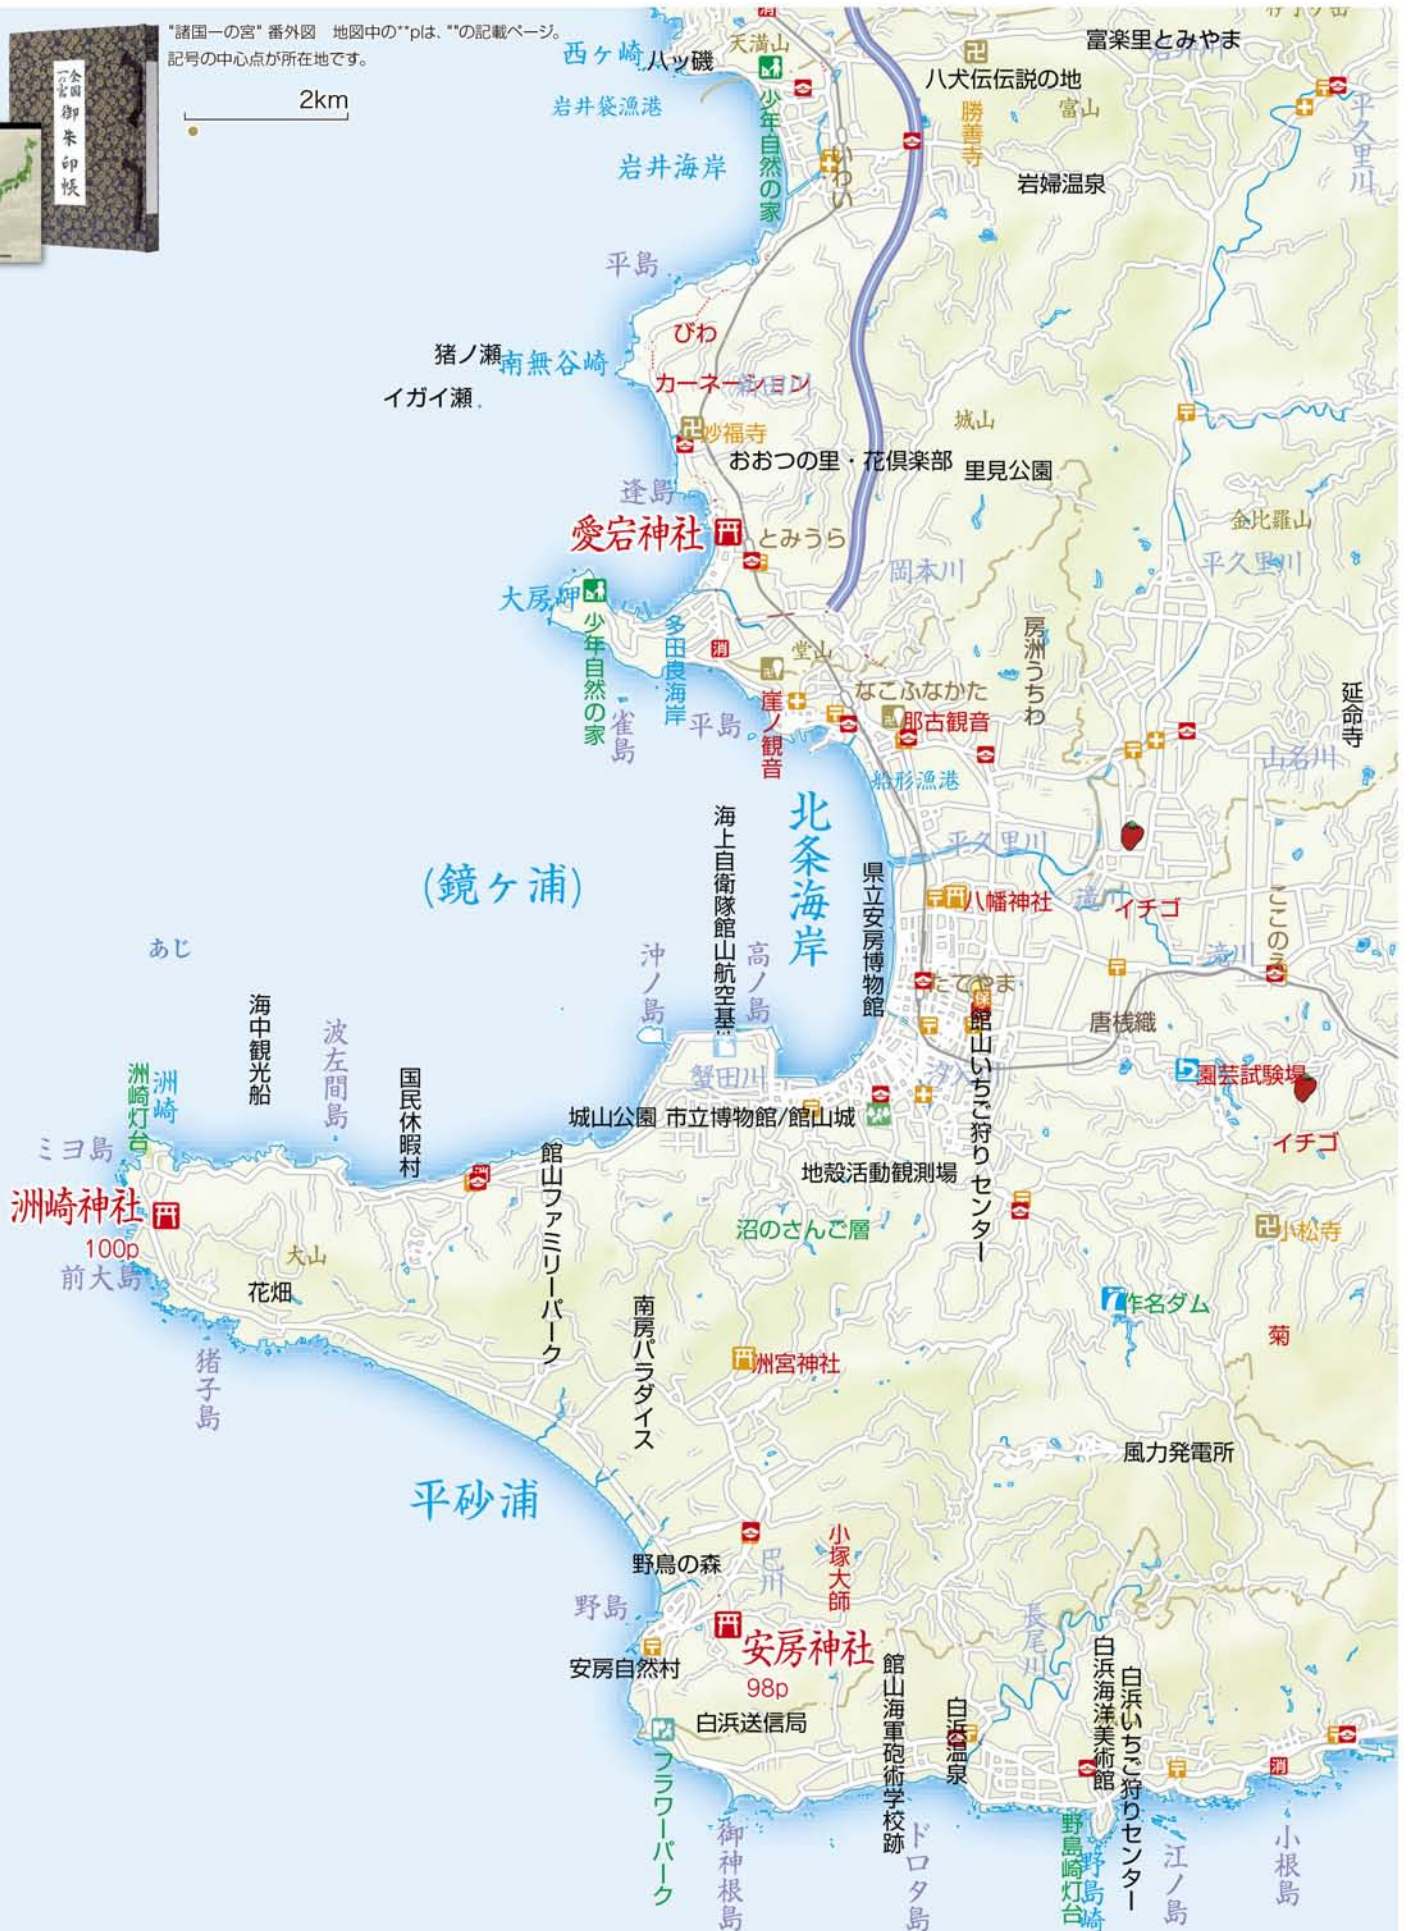 "諸国一の宮" 番外図　地図中の**pは、""の記載ページ。
記号の中心点が所在地です。
2km
全国
一の宮
御朱印帳
西ヶ崎
八ッ磯
天満山
消
富楽里とみやま
岩井川
八犬伝伝説の地
岩井袋漁港
少年自然の家
勝善寺
富山
平久里川
岩井海岸
いわい
岩婦温泉
平島
びわ
猪ノ瀬
南無谷崎
カーネーション
イガイ瀬
妙福寺
城山
おおつの里・花倶楽部
里見公園
逢島
愛宕神社
とみうら
金比羅山
岡本川
平久里川
大房岬
少年自然の家
多田良海岸
消
堂山
房洲うちわ
なこふなかた
延命寺
崖ノ観音
那古観音
雀島
平島
山名川
船形漁港
海上自衛隊館山航空基地
北条海岸
平久里川
(鏡ヶ浦)
県立安房博物館
八幡神社
滝川
イチゴ
ここのえ
あじ
沖ノ島
高ノ島
滝川
たてやま
保
海中観光船
波左間島
館山いちご狩り センター
唐桟織
洲崎灯台
洲崎
国民休暇村
蟹田川
汐入川
園芸試験場
城山公園 市立博物館/館山城
ミヨ島
館山ファミリーパーク
イチゴ
地殻活動観測場
消
洲崎神社
100p
沼のさんご層
小松寺
前大島
大山
花畑
南房パラダイス
作名ダム
菊
猪子島
洲宮神社
風力発電所
平砂浦
小塚大師
野鳥の森
巴川
野島
長尾川
安房神社
98p
安房自然村
館山海軍砲術学校跡
白浜海洋美術館
白浜いちご狩りセンター
白浜送信局
白浜温泉
城山
消
フラワーパーク
御神根島
ドロタ島
野島崎灯台
野島崎
江ノ島
小根島